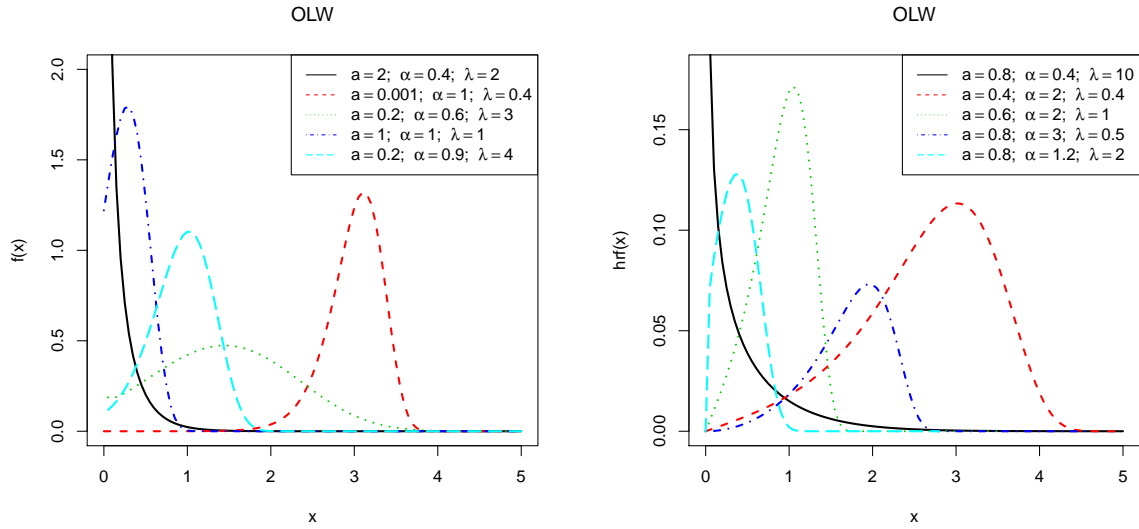 OLW
f(x)
2.0
1.5
1.0
0.5
0.0
a = 2; α = 0.4; λ = 2
a = 0.001; α = 1; λ = 0.4
a = 0.2; α = 0.6; λ = 3
a = 1; α = 1; λ = 1
a = 0.2; α = 0.9; λ = 4
0 1 2 3 4 5
x
OLW
hrf(x)
0.15
0.10
0.05
0.00
a = 0.8; α = 0.4; λ = 10
a = 0.4; α = 2; λ = 0.4
a = 0.6; α = 2; λ = 1
a = 0.8; α = 3; λ = 0.5
a = 0.8; α = 1.2; λ = 2
0 1 2 3 4 5
x